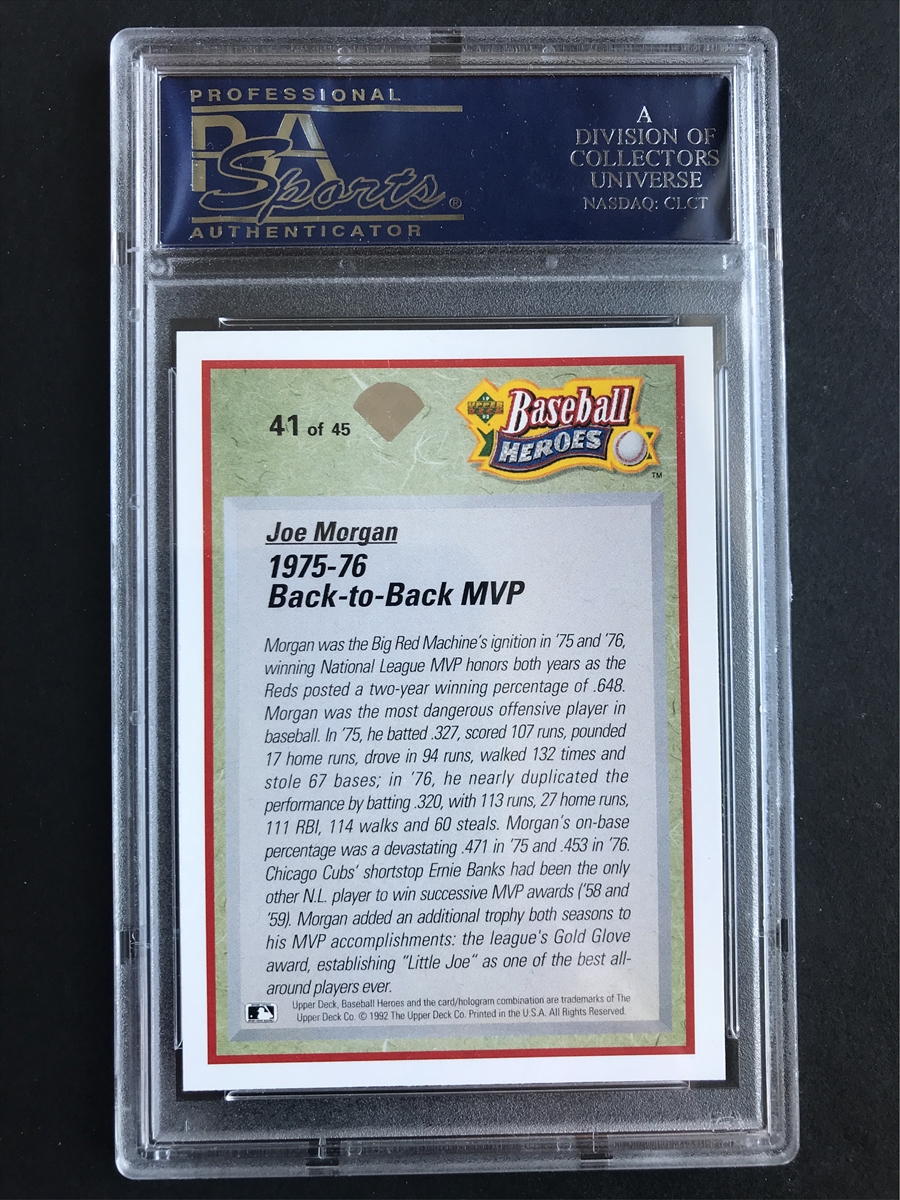 PROFESSIONAL
PSA
Sports®
AUTHENTICATOR
A
DIVISION OF
COLLECTORS
UNIVERSE
NASDAQ: CLCT
41 of 45
19 92
UPPER DECK
Baseball
HEROES
TM
Joe Morgan
1975-76
Back-to-Back MVP
Morgan was the Big Red Machine's ignition in '75 and '76,
winning National League MVP honors both years as the
Reds posted a two-year winning percentage of .648.
Morgan was the most dangerous offensive player in
baseball. In '75, he batted .327, scored 107 runs, pounded
17 home runs, drove in 94 runs, walked 132 times and
stole 67 bases; in '76, he nearly duplicated the
performance by batting .320, with 113 runs, 27 home runs,
111 RBI, 114 walks and 60 steals. Morgan's on-base
percentage was a devastating .471 in '75 and .453 in '76.
Chicago Cubs' shortstop Ernie Banks had been the only
other N.L. player to win successive MVP awards ('58 and
'59). Morgan added an additional trophy both seasons to
his MVP accomplishments: the league's Gold Glove
award, establishing "Little Joe" as one of the best all-
around players ever.
Upper Deck, Baseball Heroes and the card/hologram combination are trademarks of The
Upper Deck Co. © 1992 The Upper Deck Co. Printed in the U.S.A. All Rights Reserved.